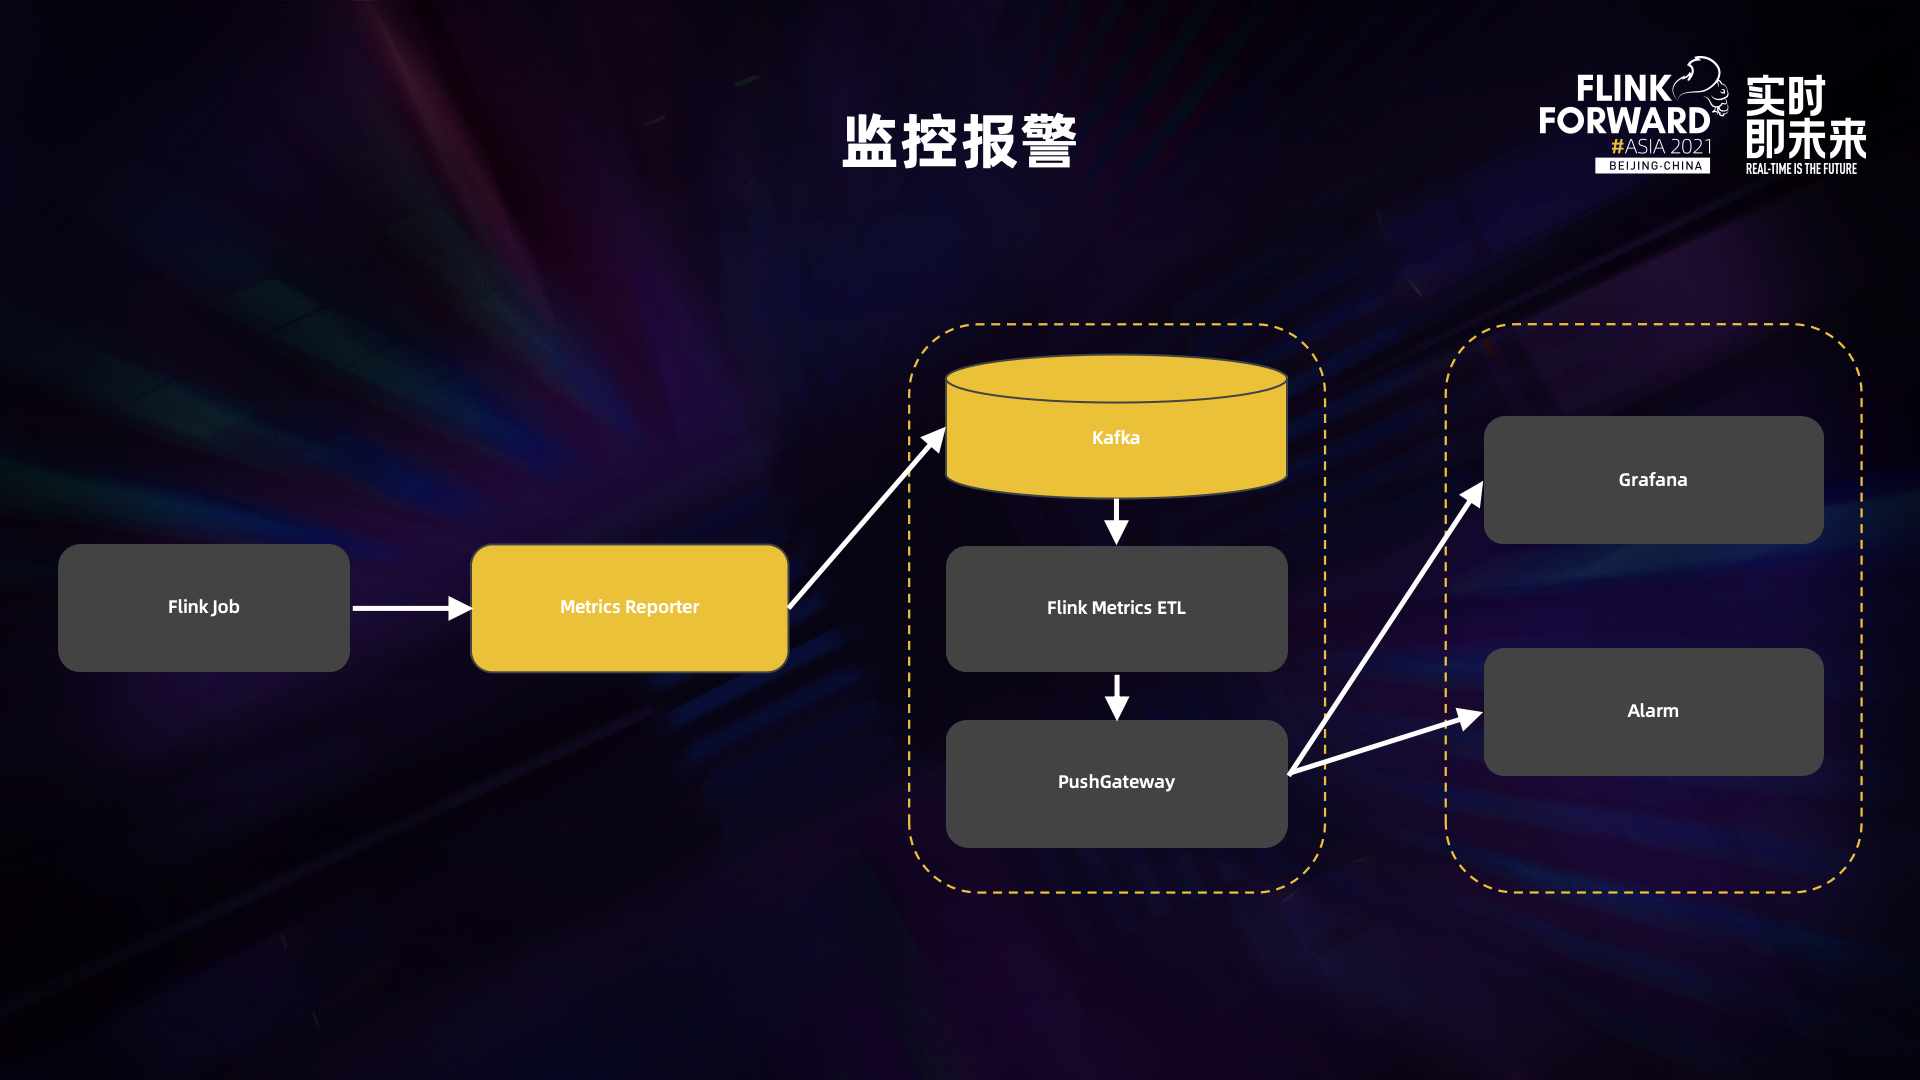 监控报警
FLINK
FORWARD
#ASIA 2021
BEIJING·CHINA
实时
即未来
REAL-TIME IS THE FUTURE
Flink Job
Metrics Reporter
Kafka
Flink Metrics ETL
PushGateway
Grafana
Alarm